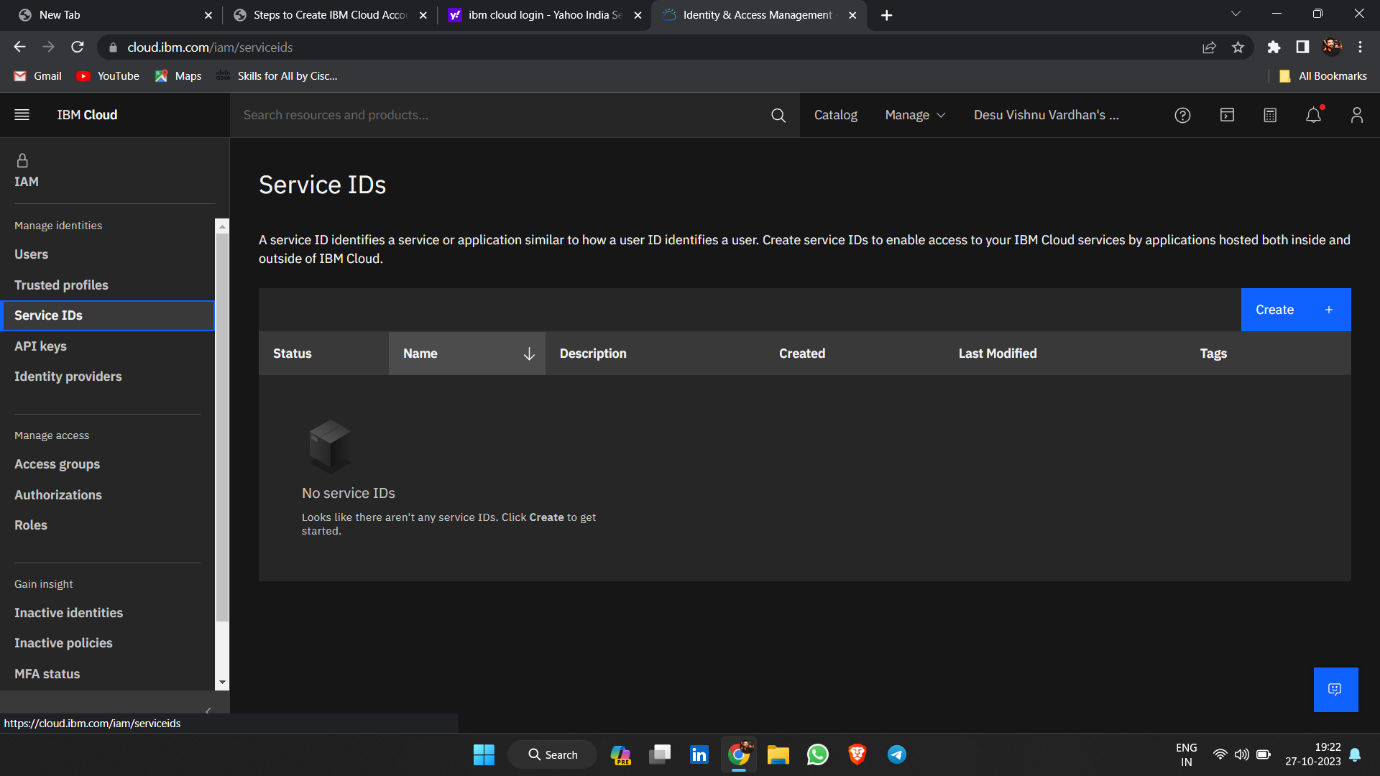 New Tab
Steps to Create IBM Cloud Accou
ibm cloud login - Yahoo India Se
Identity & Access Management -
cloud.ibm.com/iam/serviceids
Gmail
YouTube
Maps
Skills for All by Cisc...
All Bookmarks
IBM Cloud
Search resources and products...
Catalog
Manage
Desu Vishnu Vardhan's ...
IAM
Manage identities
Users
Trusted profiles
Service IDs
API keys
Identity providers
Manage access
Access groups
Authorizations
Roles
Gain insight
Inactive identities
Inactive policies
MFA status
https://cloud.ibm.com/iam/serviceids
Service IDs
A service ID identifies a service or application similar to how a user ID identifies a user. Create service IDs to enable access to your IBM Cloud services by applications hosted both inside and
outside of IBM Cloud.
Create +
Status Name Description Created Last Modified Tags
No service IDs
Looks like there aren't any service IDs. Click Create to get
started.
Search
PRE
ENG
IN
19:22
27-10-2023